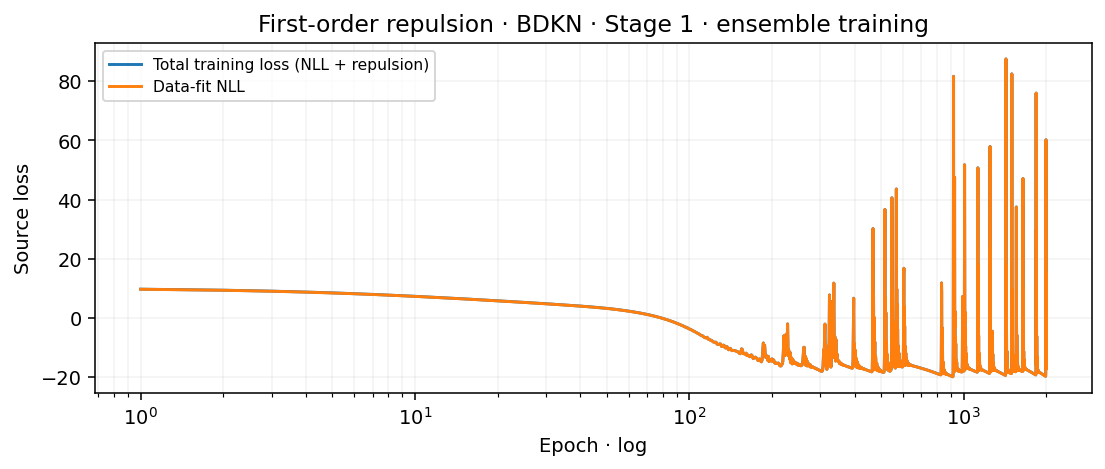 First-order repulsion · BDKN · Stage 1 · ensemble training
Total training loss (NLL + repulsion)
Data-fit NLL
Source loss
80
60
40
20
0
−20
10⁰
10¹
10²
10³
Epoch · log